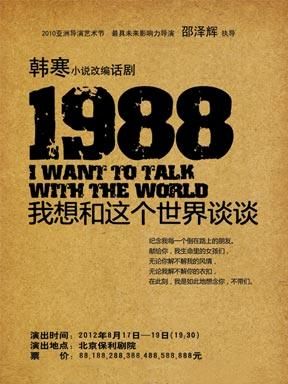 2010亚洲导演艺术节 最具未来影响力导演 邵泽辉 执导
韩寒小说改编话剧
1988
I WANT TO TALK
WITH THE WORLD
我想和这个世界谈谈
纪念我每一个倒在路上的朋友。
献给你，我生命里的女孩们，
无论你解不解我的风情，
无论我解不解你的衣扣，
在此刻，我是如此地想念你，不带们。
演出时间：2012年8月17日—19日(19:30)
演出地点：北京保利剧院
票 价：88,188,288,388,488,588,888元